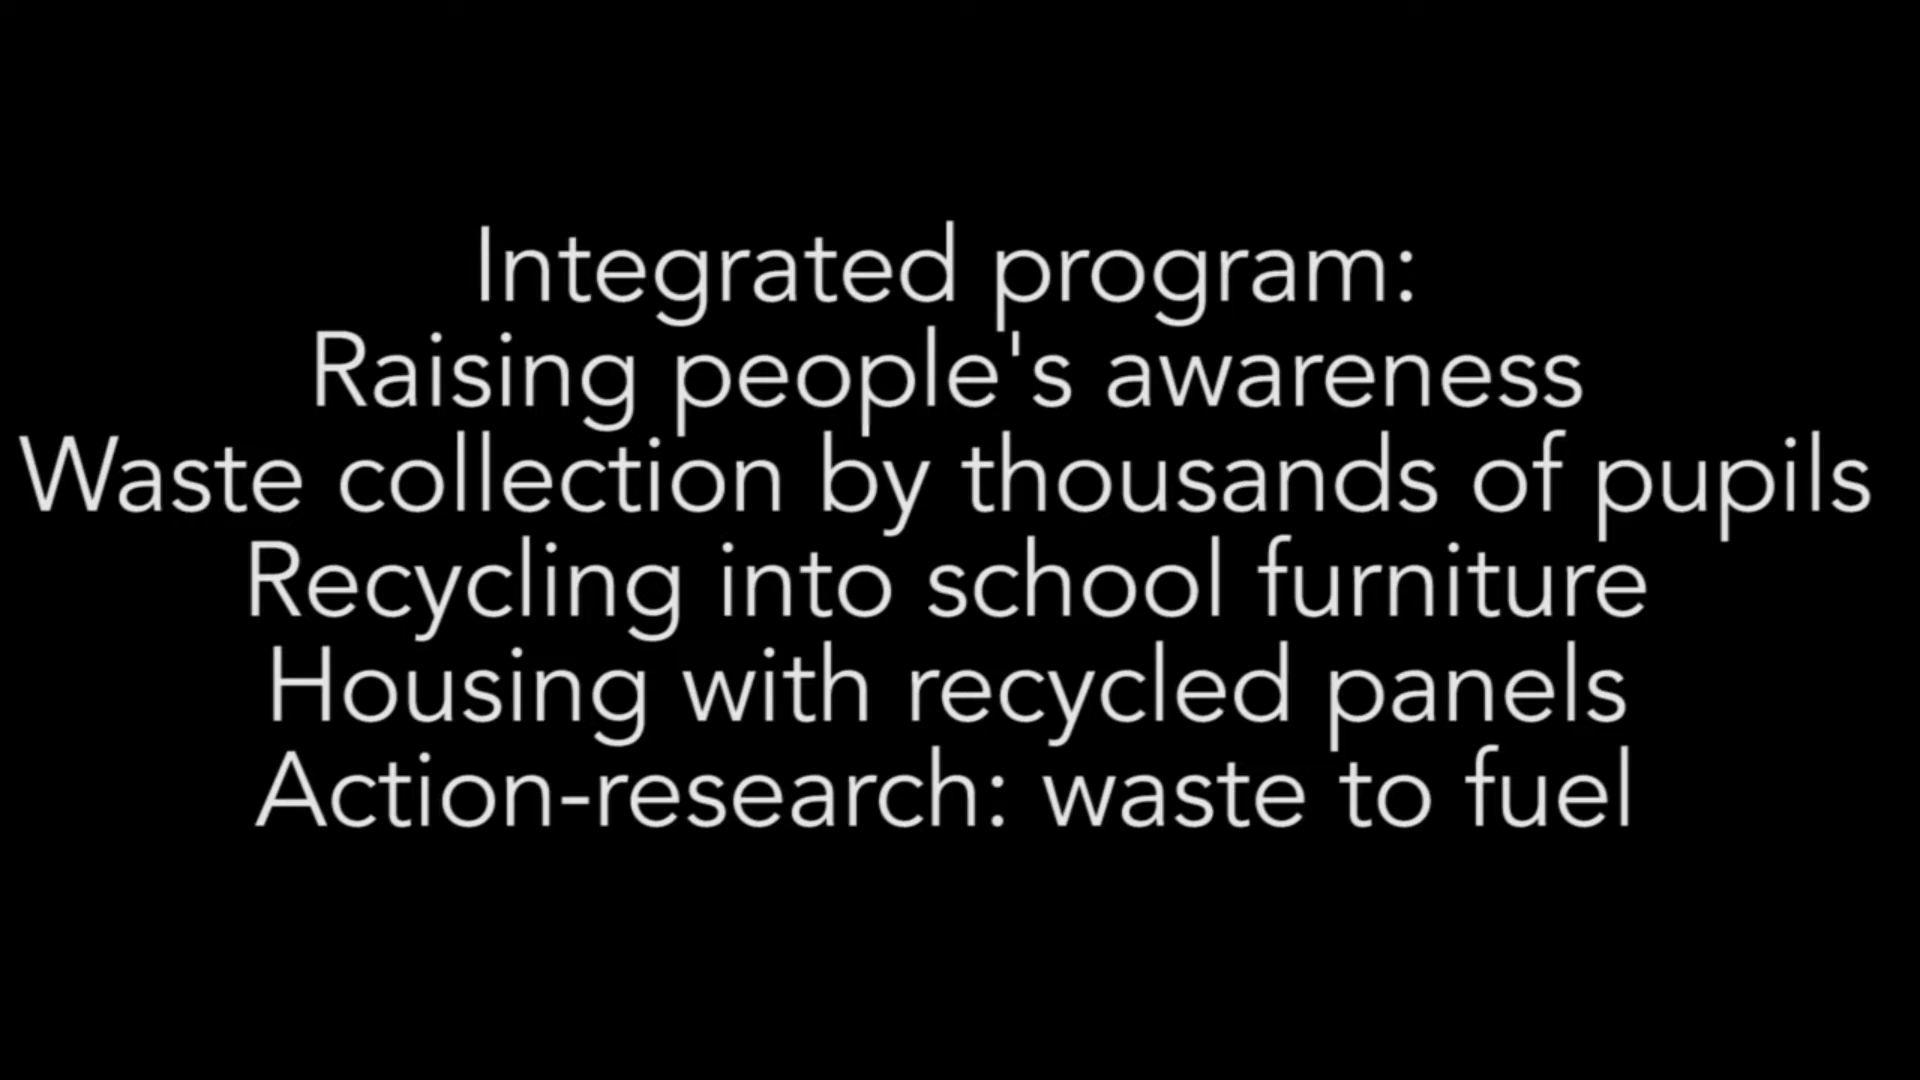 Integrated program:
Raising people's awareness
Waste collection by thousands of pupils
Recycling into school furniture
Housing with recycled panels
Action-research: waste to fuel